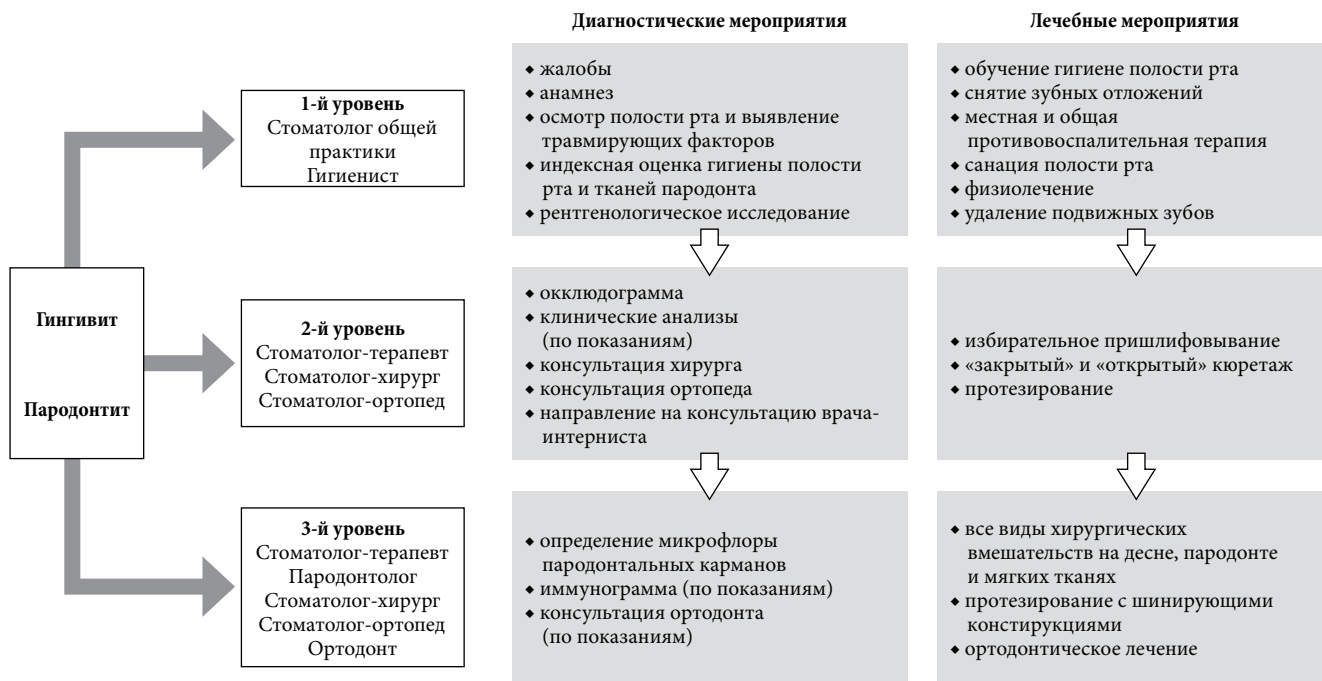 Диагностические мероприятия
Лечебные мероприятия
Гингивит
Пародонтит
1-й уровень
Стоматолог общей
практики
Гигиенист
◆ жалобы
◆ анамнез
◆ осмотр полости рта и выявление
травмирующих факторов
◆ индексная оценка гигиены полости
рта и тканей пародонта
◆ рентгенологическое исследование
◆ обучение гигиене полости рта
◆ снятие зубных отложений
◆ местная и общая
противовоспалительная терапия
◆ санация полости рта
◆ физиолечение
◆ удаление подвижных зубов
2-й уровень
Стоматолог-терапевт
Стоматолог-хирург
Стоматолог-ортопед
◆ окклюдограмма
◆ клинические анализы
(по показаниям)
◆ консультация хирурга
◆ консультация ортопеда
◆ направление на консультацию врача-
интерниста
◆ избирательное пришлифовывание
◆ «закрытый» и «открытый» кюретаж
◆ протезирование
3-й уровень
Стоматолог-терапевт
Пародонтолог
Стоматолог-хирург
Стоматолог-ортопед
Ортодонт
◆ определение микрофлоры
пародонтальных карманов
◆ иммунограмма (по показаниям)
◆ консультация ортодонта
(по показаниям)
◆ все виды хирургических
вмешательств на десне, пародонте
и мягких тканях
◆ протезирование с шинирующими
констирукциями
◆ ортодонтическое лечение